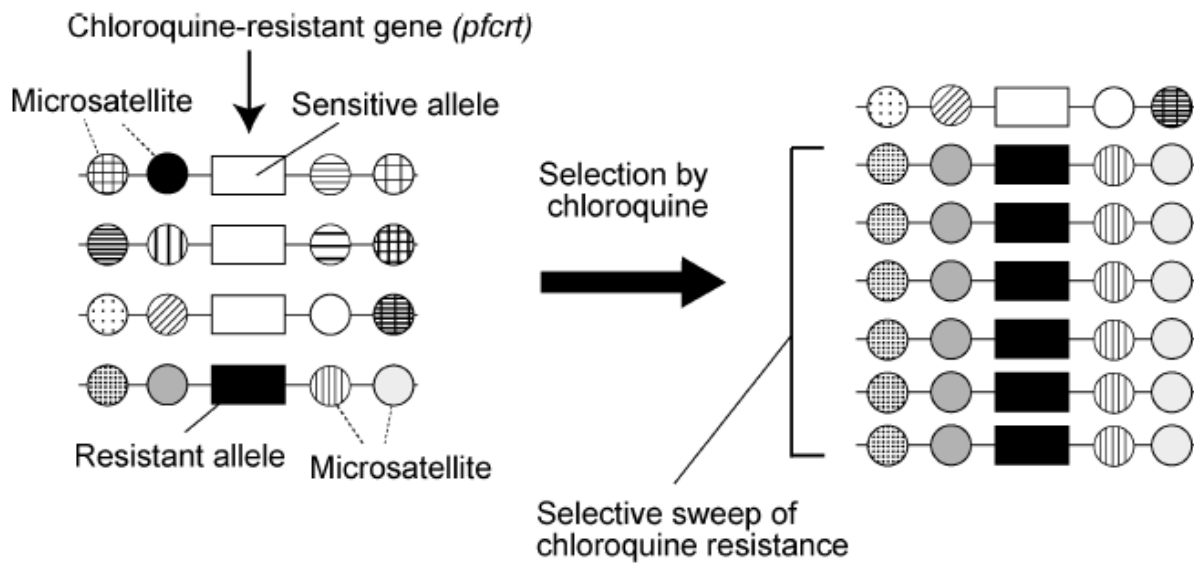 Chloroquine-resistant gene (pfcrt)
Microsatellite
Sensitive allele
Resistant allele
Microsatellite
Selection by
chloroquine
Selective sweep of
chloroquine resistance